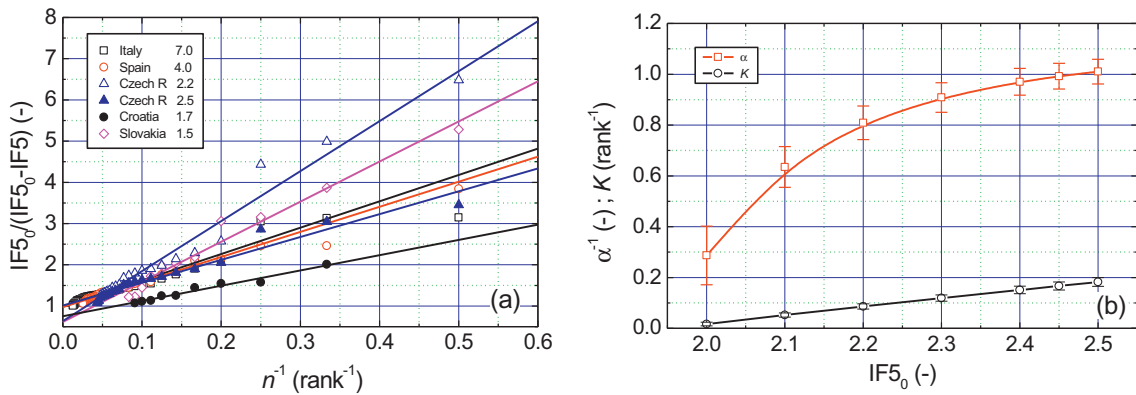 8
7
6
5
4
3
2
1
IF5₀/(IF5₀-IF5) (-)
Italy 7.0
Spain 4.0
Czech R 2.2
Czech R 2.5
Croatia 1.7
Slovakia 1.5
(a)
0.0 0.1 0.2 0.3 0.4 0.5 0.6
n⁻¹ (rank⁻¹)
1.2
1.0
0.8
0.6
0.4
0.2
0.0
α⁻¹ (-) ; K (rank⁻¹)
α
K
(b)
2.0 2.1 2.2 2.3 2.4 2.5
IF5₀ (-)